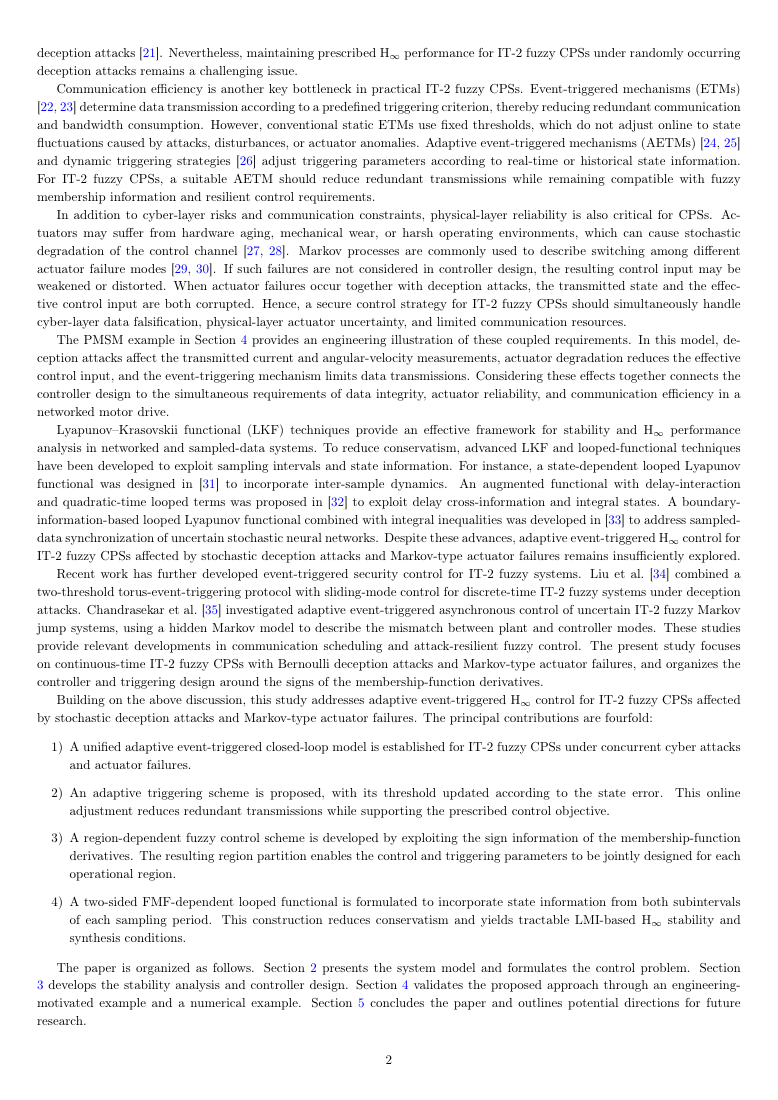 deception attacks [21]. Nevertheless, maintaining prescribed H∞ performance for IT-2 fuzzy CPSs under randomly occurring
deception attacks remains a challenging issue.
Communication efficiency is another key bottleneck in practical IT-2 fuzzy CPSs. Event-triggered mechanisms (ETMs)
[22, 23] determine data transmission according to a predefined triggering criterion, thereby reducing redundant communication
and bandwidth consumption. However, conventional static ETMs use fixed thresholds, which do not adjust online to state
fluctuations caused by attacks, disturbances, or actuator anomalies. Adaptive event-triggered mechanisms (AETMs) [24, 25]
and dynamic triggering strategies [26] adjust triggering parameters according to real-time or historical state information.
For IT-2 fuzzy CPSs, a suitable AETM should reduce redundant transmissions while remaining compatible with fuzzy
membership information and resilient control requirements.
In addition to cyber-layer risks and communication constraints, physical-layer reliability is also critical for CPSs. Ac-
tuators may suffer from hardware aging, mechanical wear, or harsh operating environments, which can cause stochastic
degradation of the control channel [27, 28]. Markov processes are commonly used to describe switching among different
actuator failure modes [29, 30]. If such failures are not considered in controller design, the resulting control input may be
weakened or distorted. When actuator failures occur together with deception attacks, the transmitted state and the effec-
tive control input are both corrupted. Hence, a secure control strategy for IT-2 fuzzy CPSs should simultaneously handle
cyber-layer data falsification, physical-layer actuator uncertainty, and limited communication resources.
The PMSM example in Section 4 provides an engineering illustration of these coupled requirements. In this model, de-
ception attacks affect the transmitted current and angular-velocity measurements, actuator degradation reduces the effective
control input, and the event-triggering mechanism limits data transmissions. Considering these effects together connects the
controller design to the simultaneous requirements of data integrity, actuator reliability, and communication efficiency in a
networked motor drive.
Lyapunov–Krasovskii functional (LKF) techniques provide an effective framework for stability and H∞ performance
analysis in networked and sampled-data systems. To reduce conservatism, advanced LKF and looped-functional techniques
have been developed to exploit sampling intervals and state information. For instance, a state-dependent looped Lyapunov
functional was designed in [31] to incorporate inter-sample dynamics. An augmented functional with delay-interaction
and quadratic-time looped terms was proposed in [32] to exploit delay cross-information and integral states. A boundary-
information-based looped Lyapunov functional combined with integral inequalities was developed in [33] to address sampled-
data synchronization of uncertain stochastic neural networks. Despite these advances, adaptive event-triggered H∞ control for
IT-2 fuzzy CPSs affected by stochastic deception attacks and Markov-type actuator failures remains insufficiently explored.
Recent work has further developed event-triggered security control for IT-2 fuzzy systems. Liu et al. [34] combined a
two-threshold torus-event-triggering protocol with sliding-mode control for discrete-time IT-2 fuzzy systems under deception
attacks. Chandrasekar et al. [35] investigated adaptive event-triggered asynchronous control of uncertain IT-2 fuzzy Markov
jump systems, using a hidden Markov model to describe the mismatch between plant and controller modes. These studies
provide relevant developments in communication scheduling and attack-resilient fuzzy control. The present study focuses
on continuous-time IT-2 fuzzy CPSs with Bernoulli deception attacks and Markov-type actuator failures, and organizes the
controller and triggering design around the signs of the membership-function derivatives.
Building on the above discussion, this study addresses adaptive event-triggered H∞ control for IT-2 fuzzy CPSs affected
by stochastic deception attacks and Markov-type actuator failures. The principal contributions are fourfold:
1) A unified adaptive event-triggered closed-loop model is established for IT-2 fuzzy CPSs under concurrent cyber attacks
and actuator failures.
2) An adaptive triggering scheme is proposed, with its threshold updated according to the state error. This online
adjustment reduces redundant transmissions while supporting the prescribed control objective.
3) A region-dependent fuzzy control scheme is developed by exploiting the sign information of the membership-function
derivatives. The resulting region partition enables the control and triggering parameters to be jointly designed for each
operational region.
4) A two-sided FMF-dependent looped functional is formulated to incorporate state information from both subintervals
of each sampling period. This construction reduces conservatism and yields tractable LMI-based H∞ stability and
synthesis conditions.
The paper is organized as follows. Section 2 presents the system model and formulates the control problem. Section
3 develops the stability analysis and controller design. Section 4 validates the proposed approach through an engineering-
motivated example and a numerical example. Section 5 concludes the paper and outlines potential directions for future
research.
2